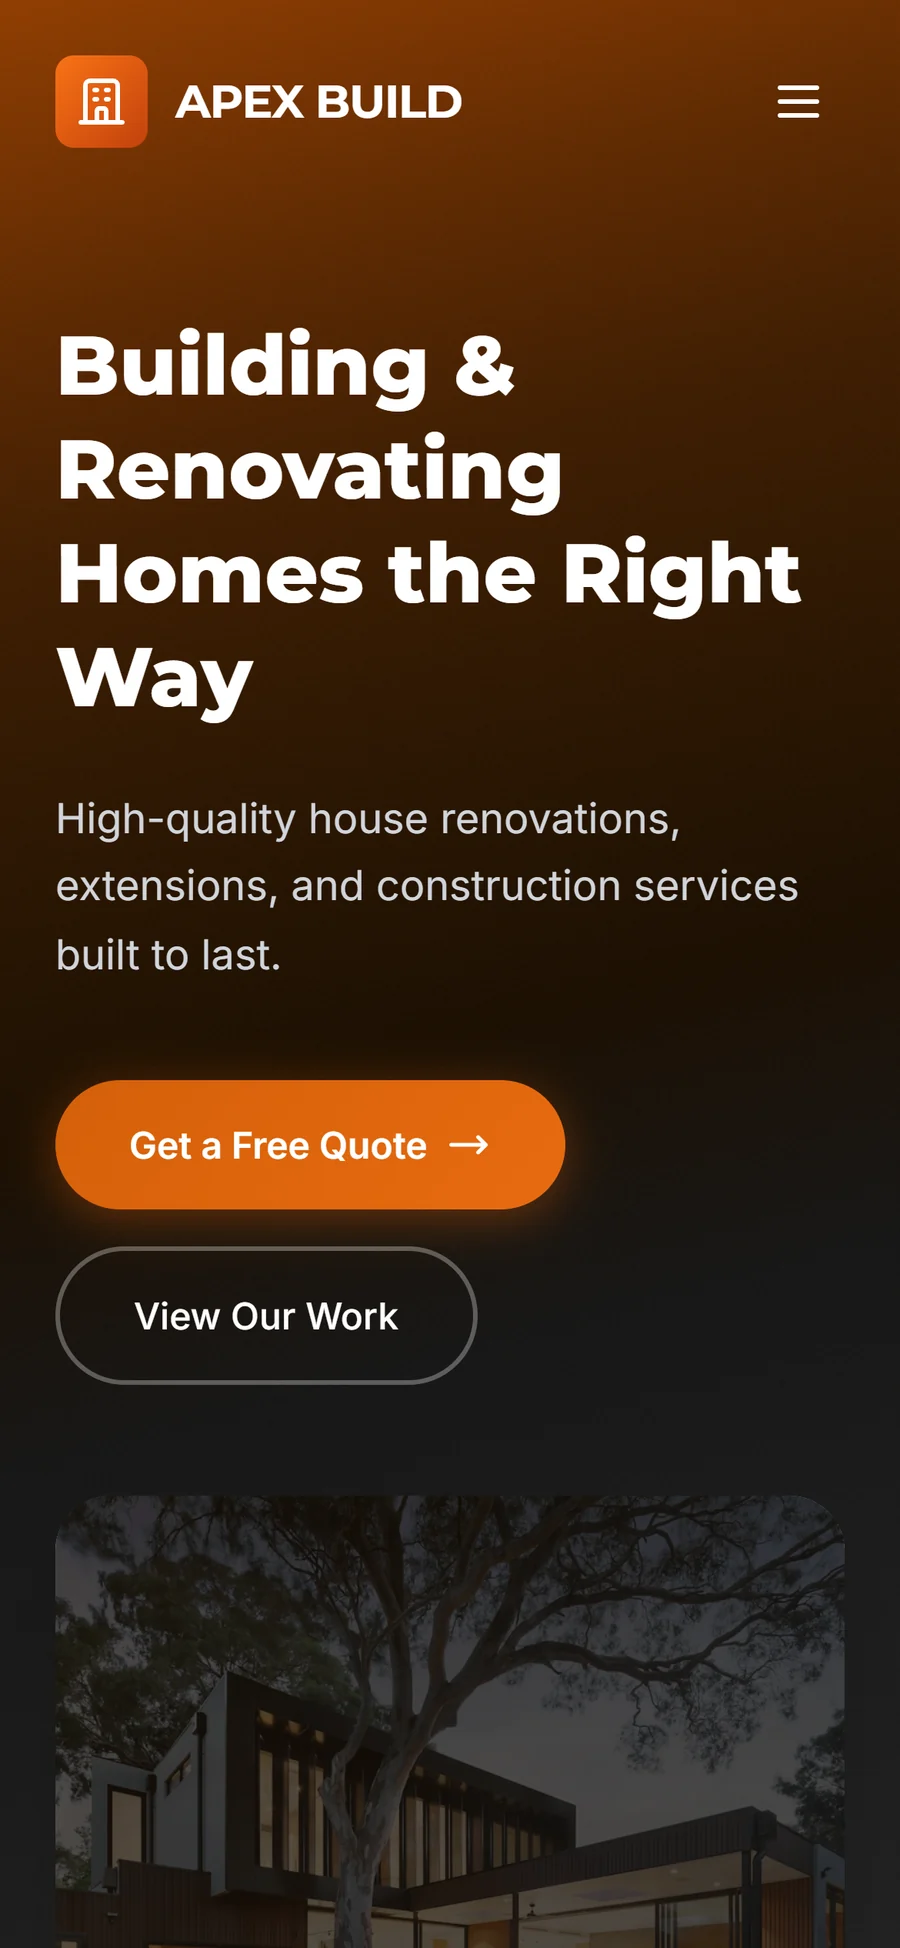 APEX BUILD
Building &
Renovating
Homes the Right
Way
High-quality house renovations,
extensions, and construction services
built to last.
Get a Free Quote →
View Our Work